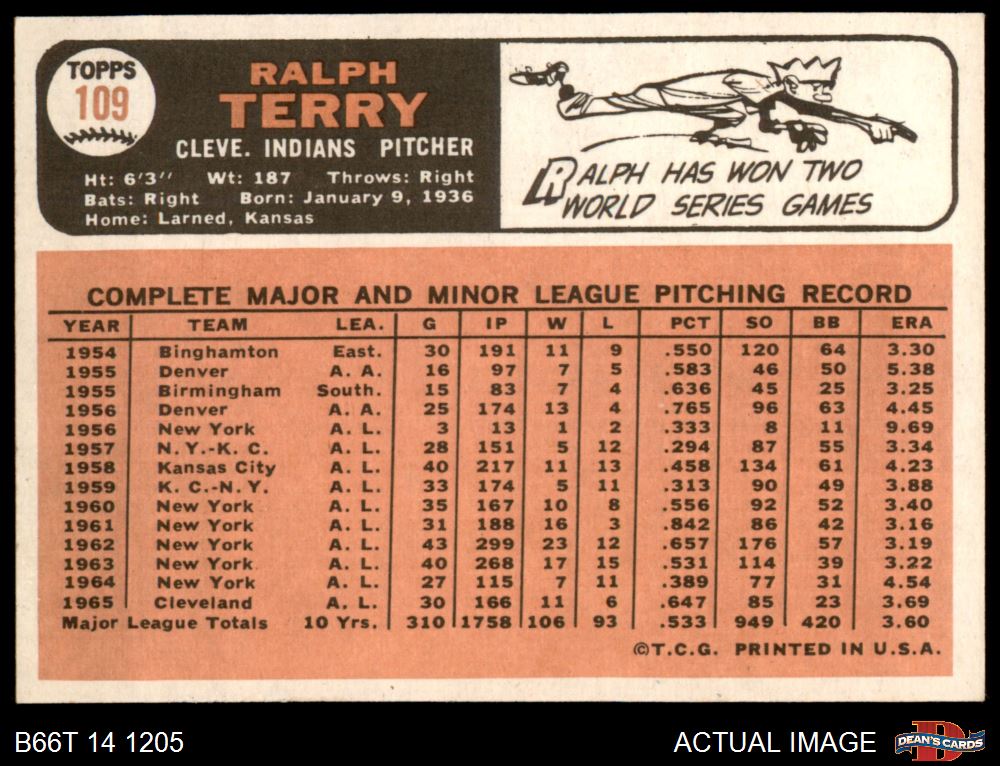 TOPPS
109
RALPH
TERRY
CLEVE. INDIANS PITCHER
Ht: 6'3" Wt: 187 Throws: Right
Bats: Right Born: January 9, 1936
Home: Larned, Kansas
RALPH HAS WON TWO
WORLD SERIES GAMES
COMPLETE MAJOR AND MINOR LEAGUE PITCHING RECORD
YEAR TEAM LEA. G IP W L PCT SO BB ERA
1954 Binghamton East. 30 191 11 9 .550 120 64 3.30
1955 Denver A. A. 16 97 7 5 .583 46 50 5.38
1955 Birmingham South. 15 83 7 4 .636 45 25 3.25
1956 Denver A. A. 25 174 13 4 .765 96 63 4.45
1956 New York A. L. 3 13 1 2 .333 8 11 9.69
1957 N. Y.-K. C. A. L. 28 151 5 12 .294 87 55 3.34
1958 Kansas City A. L. 40 217 11 13 .458 134 61 4.23
1959 K. C.-N. Y. A. L. 33 174 5 11 .313 90 49 3.88
1960 New York A. L. 35 167 10 8 .556 92 52 3.40
1961 New York A. L. 31 188 16 3 .842 86 42 3.16
1962 New York A. L. 43 299 23 12 .657 176 57 3.19
1963 New York A. L. 40 268 17 15 .531 114 39 3.22
1964 New York A. L. 27 115 7 11 .389 77 31 4.54
1965 Cleveland A. L. 30 166 11 6 .647 85 23 3.69
Major League Totals 10 Yrs. 310 1758 106 93 .533 949 420 3.60
©T.C.G. PRINTED IN U.S.A.
B66T 14 1205
ACTUAL IMAGE
DEAN'S CARDS